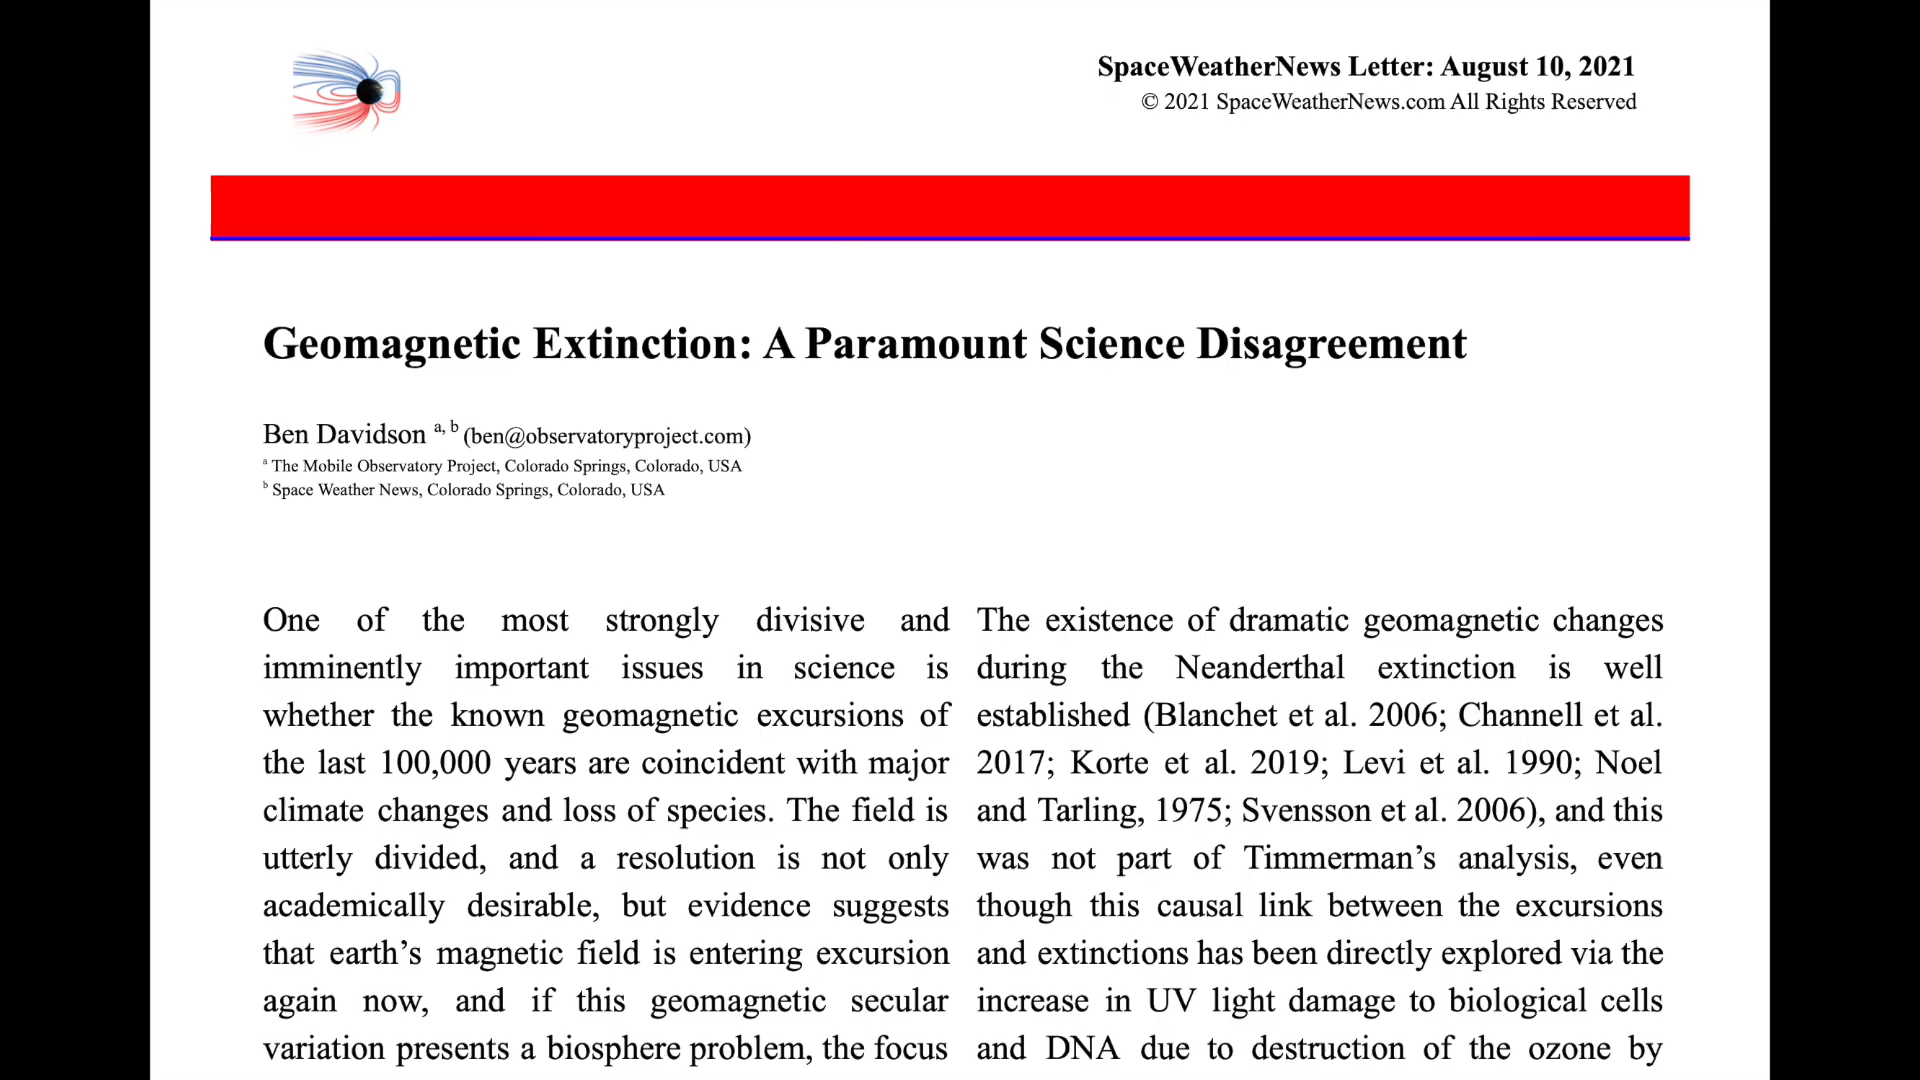 SpaceWeatherNews Letter: August 10, 2021
© 2021 SpaceWeatherNews.com All Rights Reserved
Geomagnetic Extinction: A Paramount Science Disagreement
Ben Davidson a, b (ben@observatoryproject.com)
a The Mobile Observatory Project, Colorado Springs, Colorado, USA
b Space Weather News, Colorado Springs, Colorado, USA
One of the most strongly divisive and
imminently important issues in science is
whether the known geomagnetic excursions of
the last 100,000 years are coincident with major
climate changes and loss of species. The field is
utterly divided, and a resolution is not only
academically desirable, but evidence suggests
that earth’s magnetic field is entering excursion
again now, and if this geomagnetic secular
variation presents a biosphere problem, the focus
The existence of dramatic geomagnetic changes
during the Neanderthal extinction is well
established (Blanchet et al. 2006; Channell et al.
2017; Korte et al. 2019; Levi et al. 1990; Noel
and Tarling, 1975; Svensson et al. 2006), and this
was not part of Timmerman’s analysis, even
though this causal link between the excursions
and extinctions has been directly explored via the
increase in UV light damage to biological cells
and DNA due to destruction of the ozone by